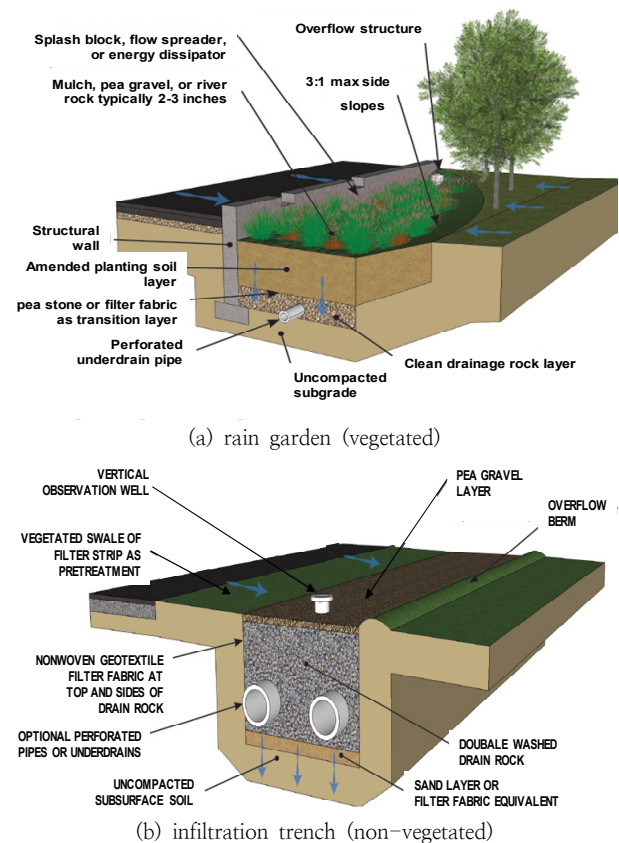 Splash block, flow spreader,
or energy dissipator
Overflow structure
Mulch, pea gravel, or river
rock typically 2-3 inches
3:1 max side
slopes
Structural
wall
Amended planting soil
layer
pea stone or filter fabric
as transition layer
Perforated
underdrain pipe
Uncompacted
subgrade
Clean drainage rock layer
(a) rain garden (vegetated)
VERTICAL
OBSERVATION WELL
PEA GRAVEL
LAYER
OVERFLOW
BERM
VEGETATED SWALE OF
FILTER STRIP AS
PRETREATMENT
NONWOVEN GEOTEXTILE
FILTER FABRIC AT
TOP AND SIDES OF
DRAIN ROCK
OPTIONAL PERFORATED
PIPES OR UNDERDRAINS
DOUBALE WASHED
DRAIN ROCK
UNCOMPACTED
SUBSURFACE SOIL
SAND LAYER OR
FILTER FABRIC EQUIVALENT
(b) infiltration trench (non-vegetated)